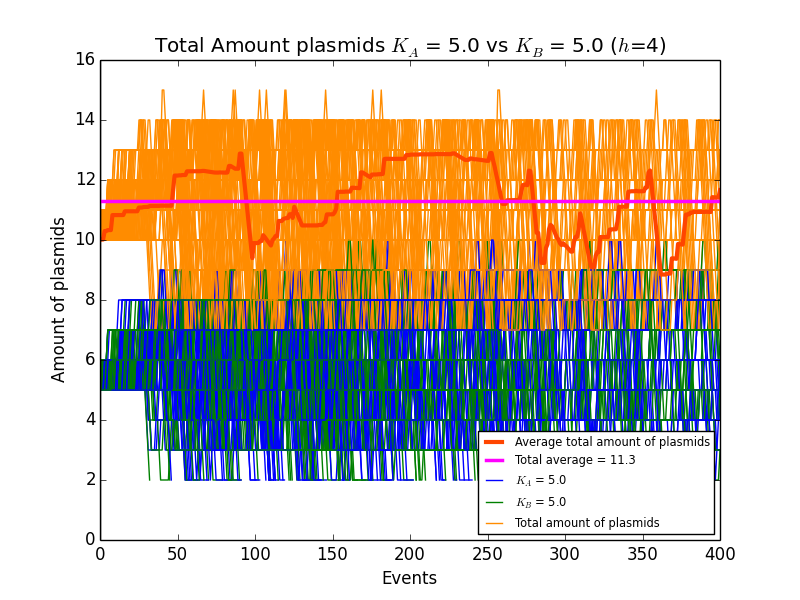 Total Amount plasmids K_A = 5.0 vs K_B = 5.0 (h=4)
Amount of plasmids
16
14
12
10
8
6
4
2
0
0 50 100 150 200 250 300 350 400
Events
Average total amount of plasmids
Total average = 11.3
K_A = 5.0
K_B = 5.0
Total amount of plasmids